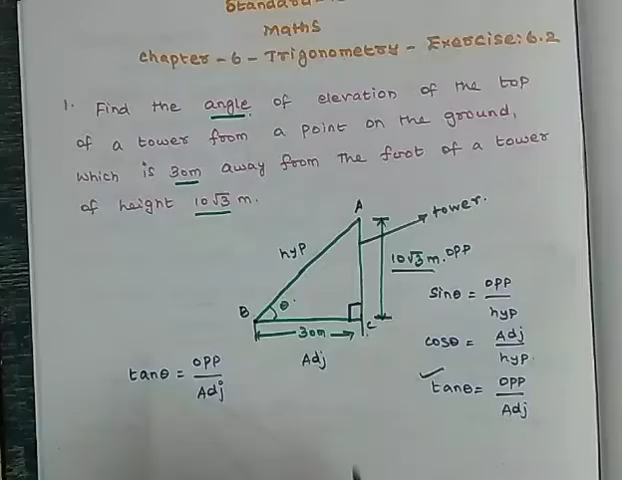 Maths
Chapter - 6 - Trigonometry - Exercise: 6.2
1. Find the angle of elevation of the top
of a tower from a point on the ground,
which is 30m away from the foot of a tower
of height 10√3 m.
A
tower.
hyp
10√3 m. opp
B
θ
C
30m
Adj
sinθ = opp/hyp
cosθ = Adj/hyp.
✓ tanθ = opp/Adj
tanθ = opp/Adj